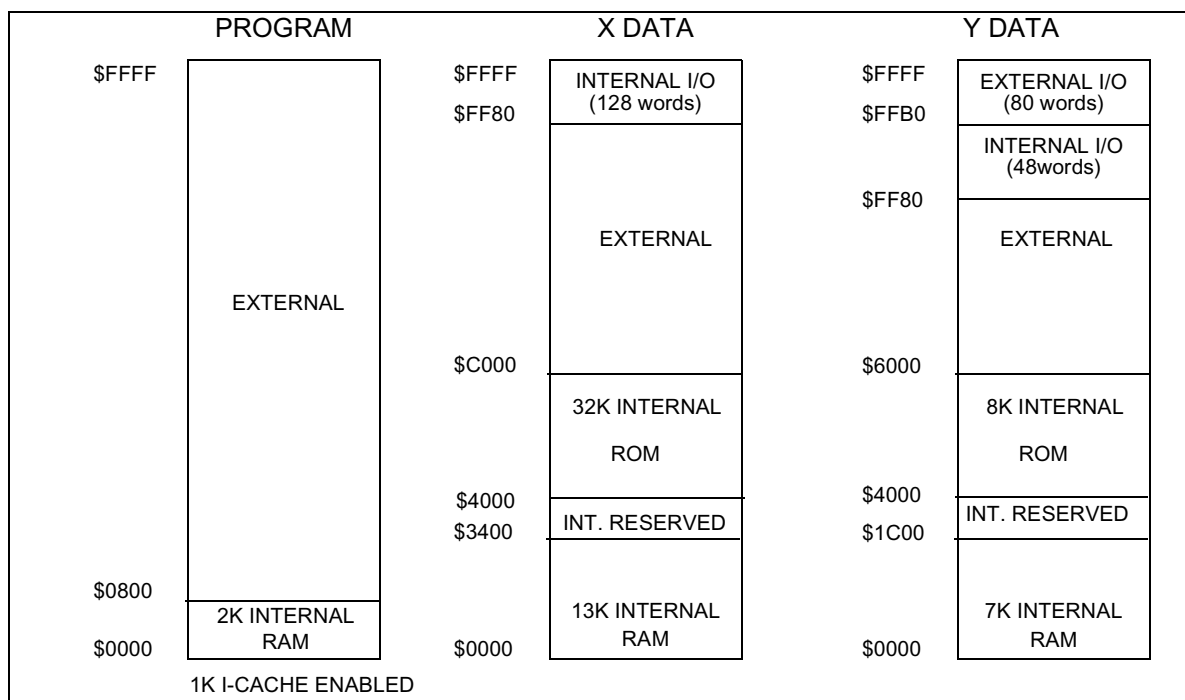 PROGRAM
$FFFF
EXTERNAL
$0800
2K INTERNAL
RAM
$0000
1K I-CACHE ENABLED
X DATA
$FFFF
INTERNAL I/O
(128 words)
$FF80
EXTERNAL
$C000
32K INTERNAL
ROM
$4000
INT. RESERVED
$3400
13K INTERNAL
RAM
$0000
Y DATA
$FFFF
EXTERNAL I/O
(80 words)
$FFB0
INTERNAL I/O
(48words)
$FF80
EXTERNAL
$6000
8K INTERNAL
ROM
$4000
INT. RESERVED
$1C00
7K INTERNAL
RAM
$0000